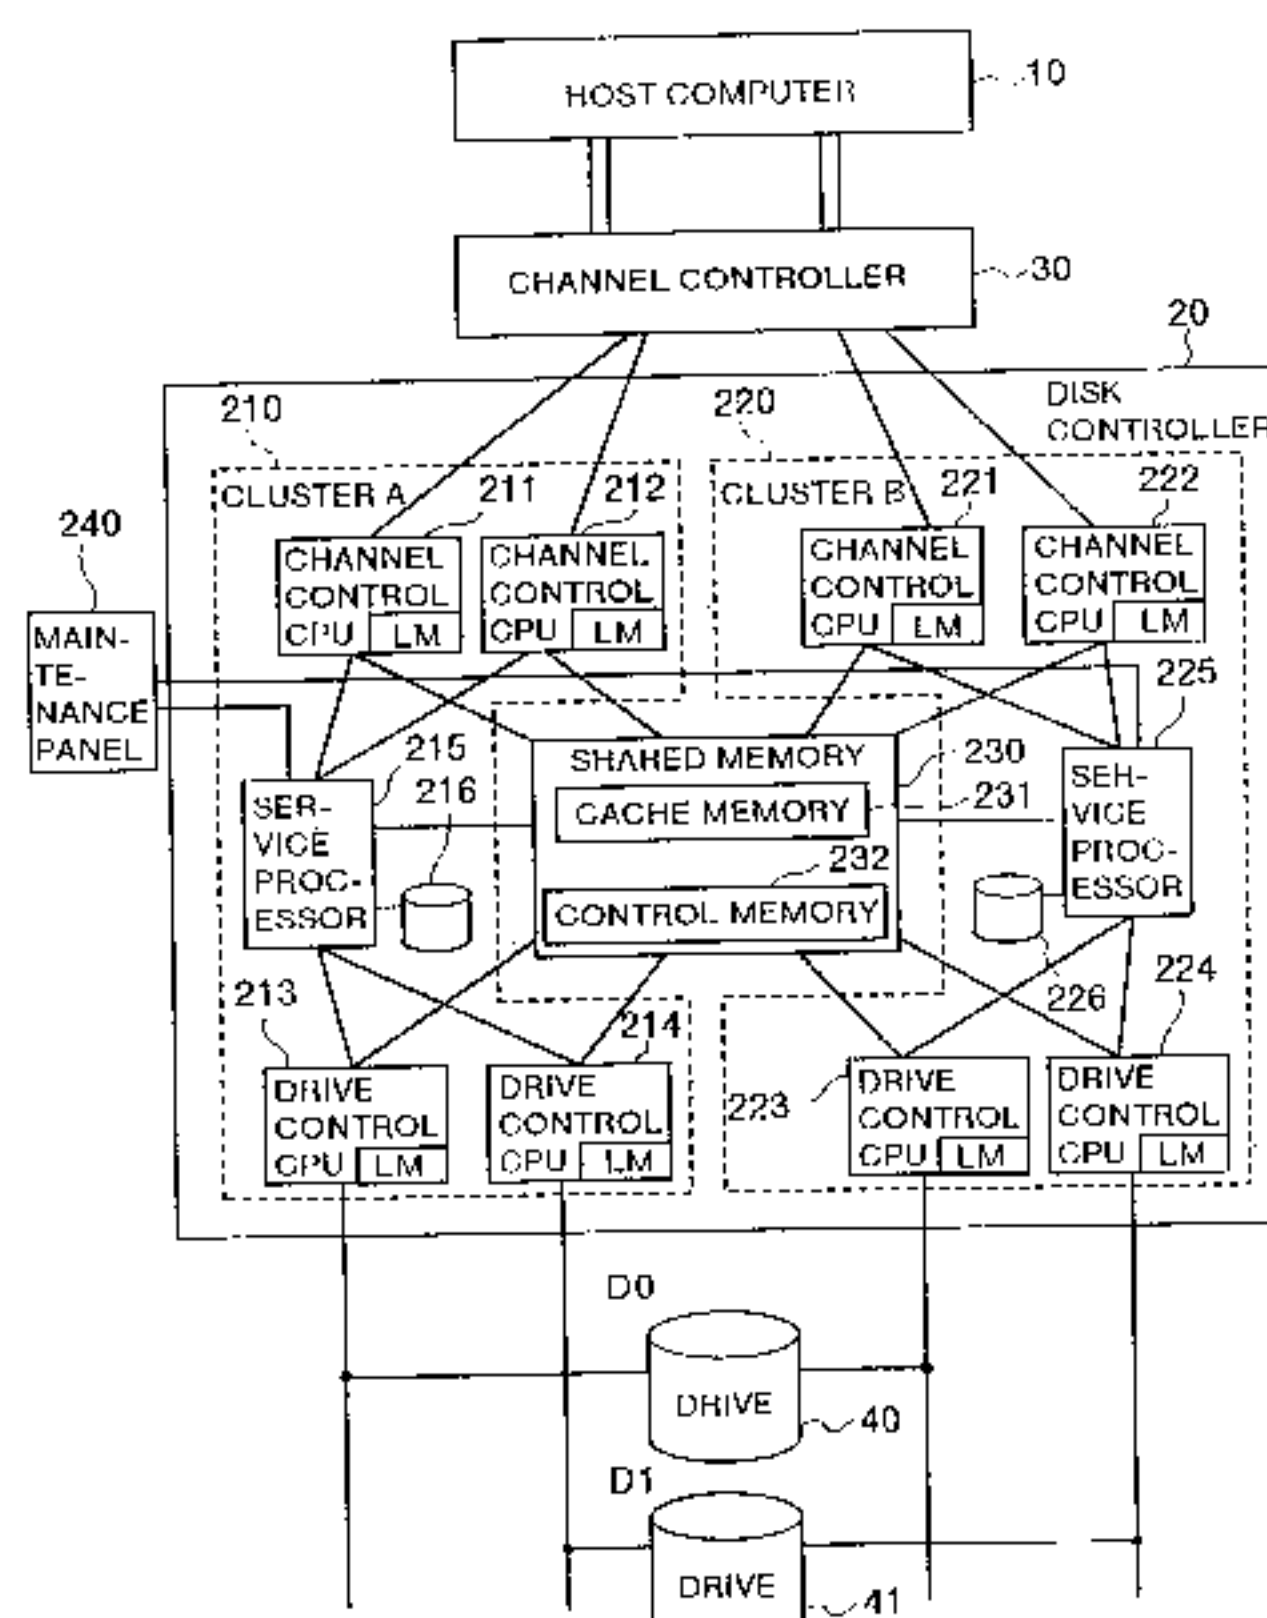 HOST COMPUTER
10
CHANNEL CONTROLLER
30
20
DISK
CONTROLLER
210
220
CLUSTER A
211
212
CLUSTER B
221
222
240
CHANNEL
CONTROL
CPU
LM
CHANNEL
CONTROL
CPU
LM
CHANNEL
CONTROL
CPU
LM
CHANNEL
CONTROL
CPU
LM
MAIN-
TE-
NANCE
PANEL
225
215
216
SHARED MEMORY
230
CACHE MEMORY
231
232
CONTROL MEMORY
SER-
VICE
PROC-
ESSOR
SER-
VICE
PROC-
ESSOR
213
214
226
224
223
DRIVE
CONTROL
CPU
LM
DRIVE
CONTROL
CPU
LM
DRIVE
CONTROL
CPU
LM
DRIVE
CONTROL
CPU
LM
D0
DRIVE
40
D1
DRIVE
41